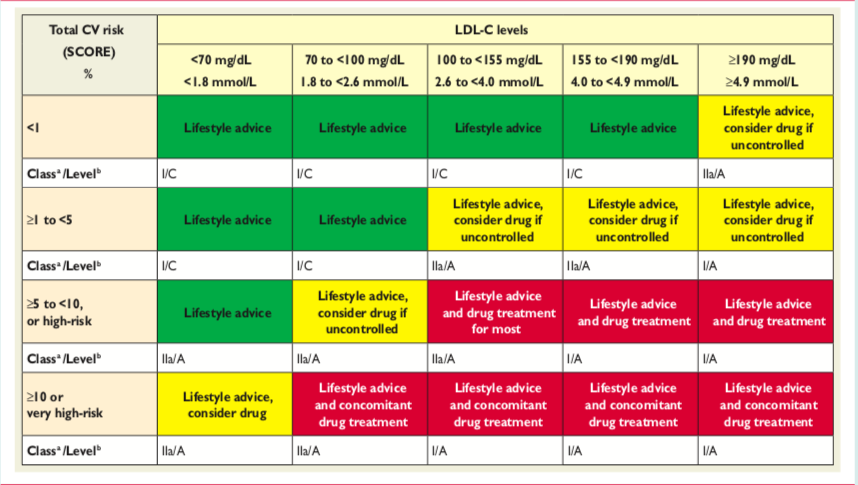 Total CV risk
(SCORE)
%
LDL-C levels
<70 mg/dL
<1.8 mmol/L
70 to <100 mg/dL
1.8 to <2.6 mmol/L
100 to <155 mg/dL
2.6 to <4.0 mmol/L
155 to <190 mg/dL
4.0 to <4.9 mmol/L
≥190 mg/dL
≥4.9 mmol/L
<1
Lifestyle advice
Lifestyle advice
Lifestyle advice
Lifestyle advice
Lifestyle advice,
consider drug if
uncontrolled
Classᵃ/Levelᵇ
I/C
I/C
I/C
I/C
IIa/A
≥1 to <5
Lifestyle advice
Lifestyle advice
Lifestyle advice,
consider drug if
uncontrolled
Lifestyle advice,
consider drug if
uncontrolled
Lifestyle advice,
consider drug if
uncontrolled
Classᵃ/Levelᵇ
I/C
I/C
IIa/A
IIa/A
I/A
≥5 to <10,
or high-risk
Lifestyle advice
Lifestyle advice,
consider drug if
uncontrolled
Lifestyle advice
and drug treatment
for most
Lifestyle advice
and drug treatment
Lifestyle advice
and drug treatment
Classᵃ/Levelᵇ
IIa/A
IIa/A
IIa/A
I/A
I/A
≥10 or
very high-risk
Lifestyle advice,
consider drug
Lifestyle advice
and concomitant
drug treatment
Lifestyle advice
and concomitant
drug treatment
Lifestyle advice
and concomitant
drug treatment
Lifestyle advice
and concomitant
drug treatment
Classᵃ/Levelᵇ
IIa/A
IIa/A
I/A
I/A
I/A